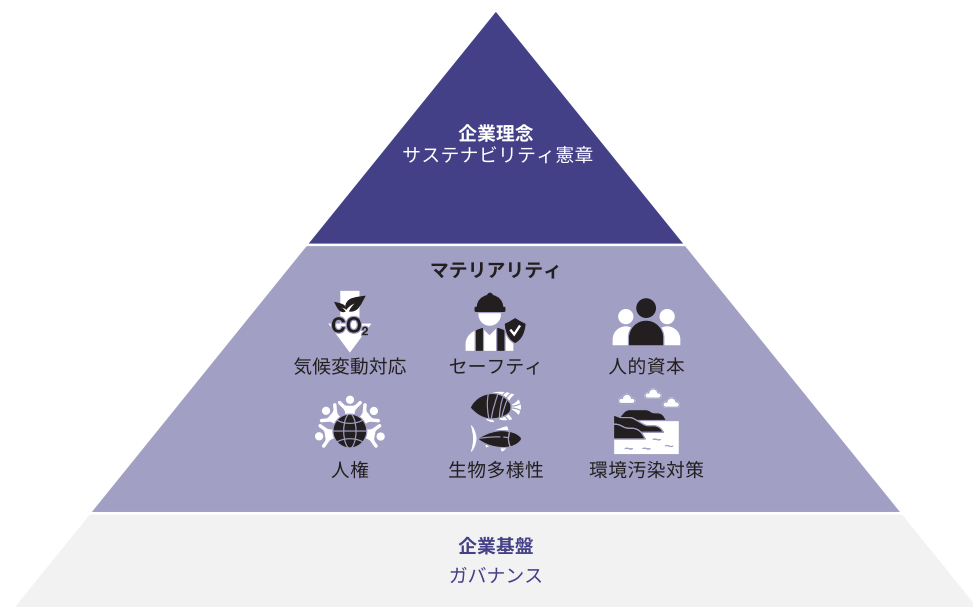 企業理念
サステナビリティ憲章
マテリアリティ
CO₂
気候変動対応
セーフティ
人的資本
人権
生物多様性
環境汚染対策
企業基盤
ガバナンス